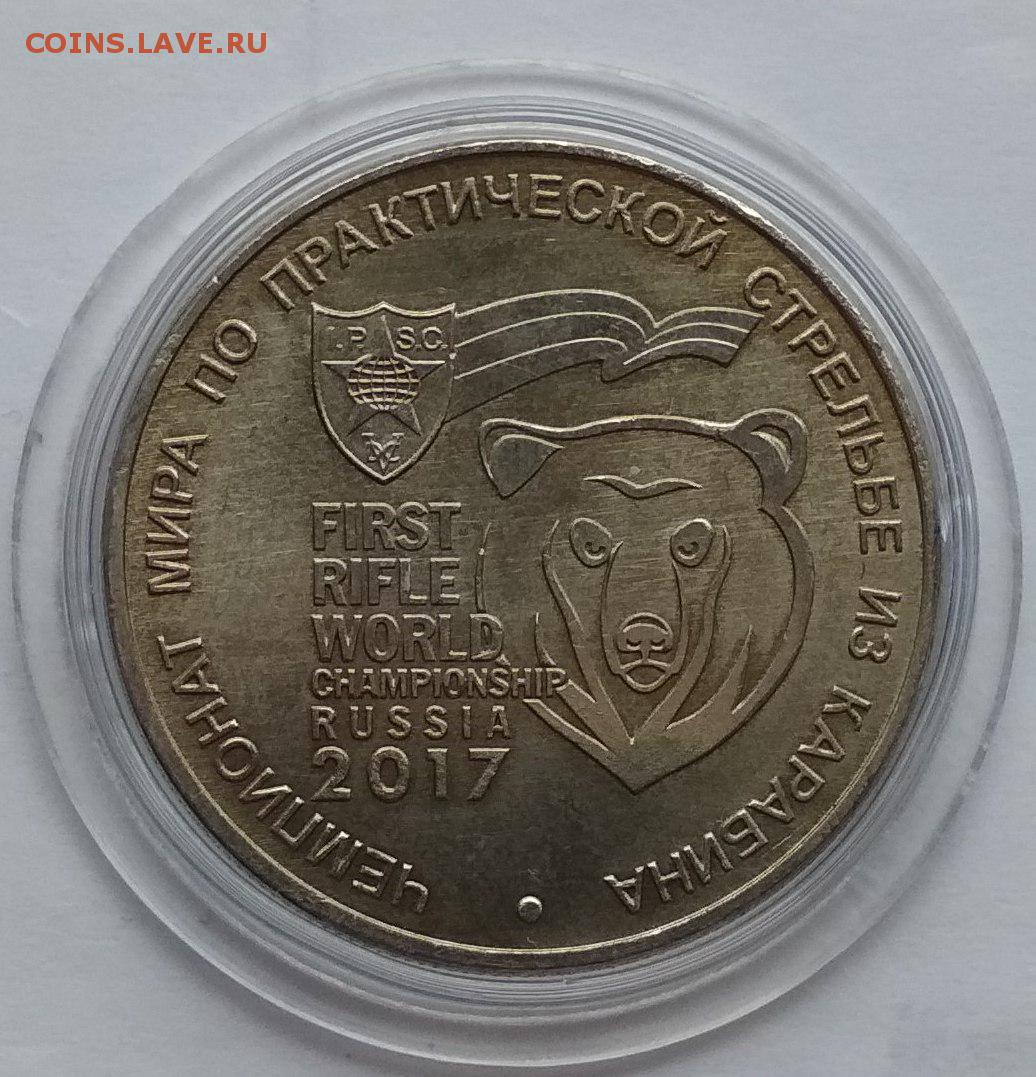 COINS.LAVE.RU
ЧЕМПИОНАТ МИРА ПО ПРАКТИЧЕСКОЙ СТРЕЛЬБЕ ИЗ КАРАБИНА
I.P.S.C.
FIRST
RIFLE
WORLD
CHAMPIONSHIP
RUSSIA
2017